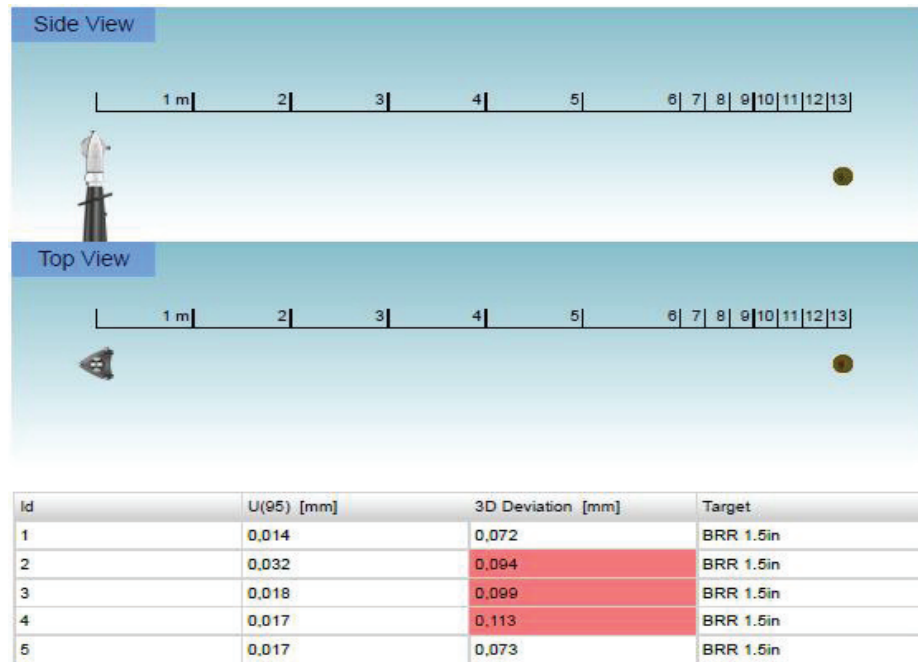 Side View
1 m 2 3 4 5 6 7 8 9 10 11 12 13
Top View
1 m 2 3 4 5 6 7 8 9 10 11 12 13
Id U(95) [mm] 3D Deviation [mm] Target
1 0,014 0,072 BRR 1.5in
2 0,032 0,094 BRR 1.5in
3 0,018 0,099 BRR 1.5in
4 0,017 0,113 BRR 1.5in
5 0,017 0,073 BRR 1.5in